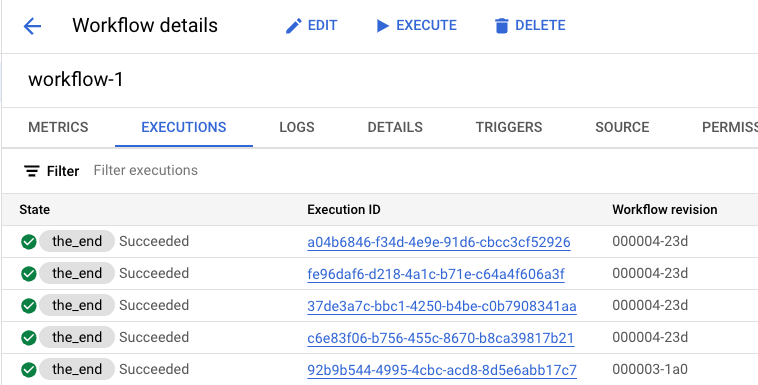 Workflow details EDIT EXECUTE DELETE
workflow-1
METRICS EXECUTIONS LOGS DETAILS TRIGGERS SOURCE PERMISS
Filter Filter executions
State Execution ID Workflow revision
the_end Succeeded a04b6846-f34d-4e9e-91d6-cbcc3cf52926 000004-23d
the_end Succeeded fe96daf6-d218-4a1c-b71e-c64a4f606a3f 000004-23d
the_end Succeeded 37de3a7c-bbc1-4250-b4be-c0b7908341aa 000004-23d
the_end Succeeded c6e83f06-b756-455c-8670-b8ca39817b21 000004-23d
the_end Succeeded 92b9b544-4995-4cbc-acd8-8d5e6abb17c7 000003-1a0